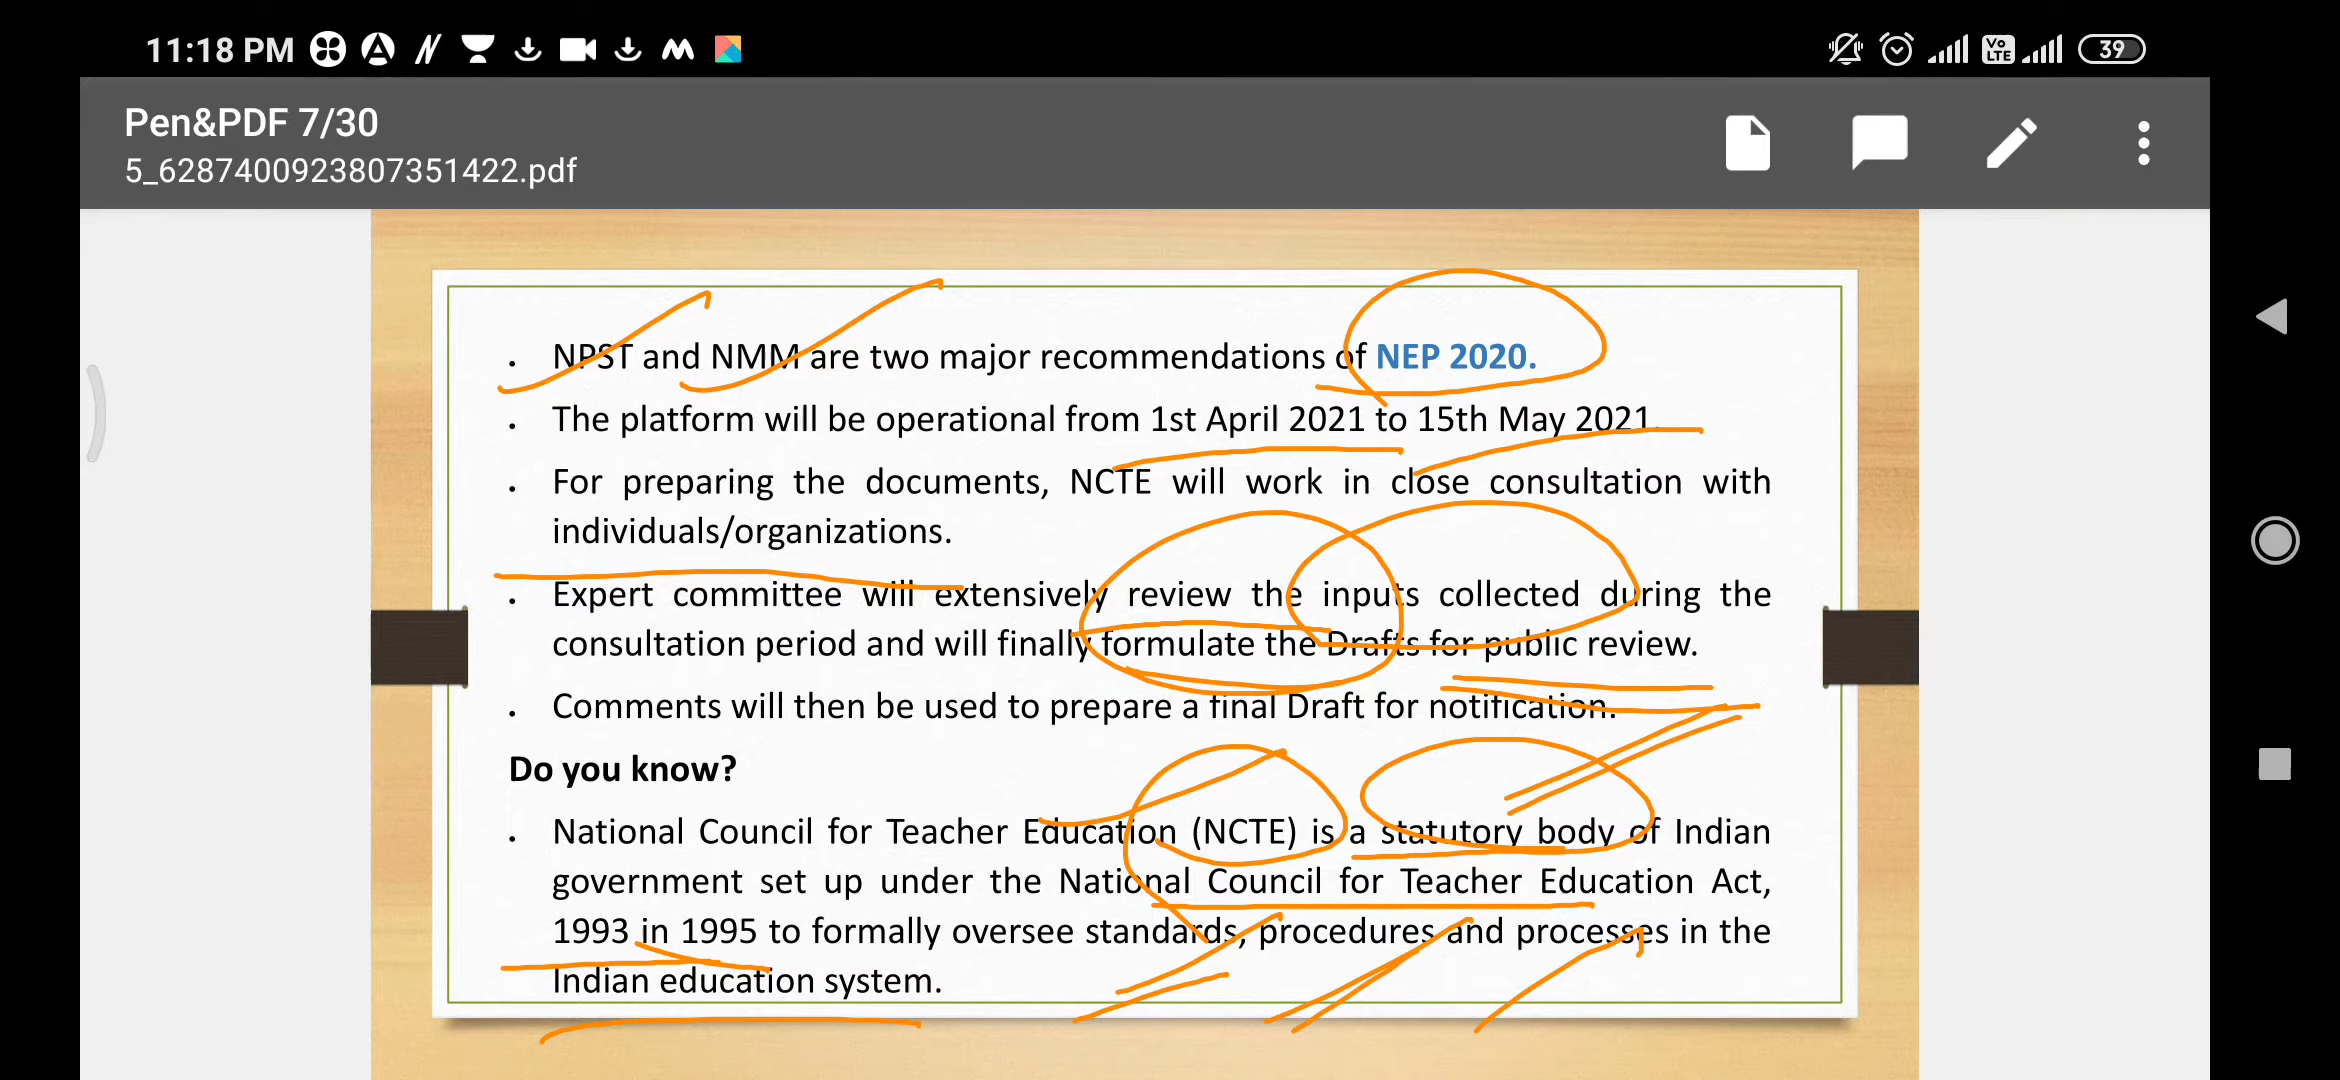 11:18 PM
Vo LTE
39
Pen&PDF 7/30
5_6287400923807351422.pdf
. NPST and NMM are two major recommendations of NEP 2020.
. The platform will be operational from 1st April 2021 to 15th May 2021.
. For preparing the documents, NCTE will work in close consultation with
individuals/organizations.
. Expert committee will extensively review the inputs collected during the
consultation period and will finally formulate the Drafts for public review.
. Comments will then be used to prepare a final Draft for notification.
Do you know?
. National Council for Teacher Education (NCTE) is a statutory body of Indian
government set up under the National Council for Teacher Education Act,
1993 in 1995 to formally oversee standards, procedures and processes in the
Indian education system.